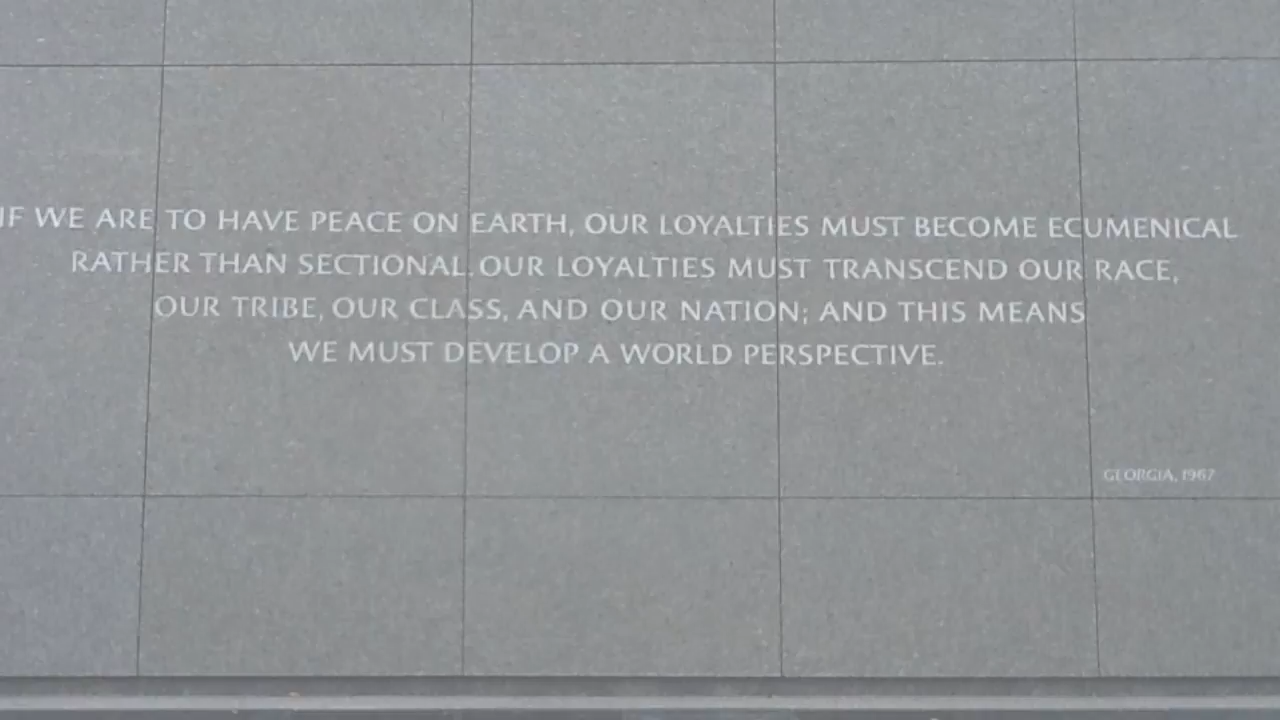 IF WE ARE TO HAVE PEACE ON EARTH, OUR LOYALTIES MUST BECOME ECUMENICAL
RATHER THAN SECTIONAL. OUR LOYALTIES MUST TRANSCEND OUR RACE,
OUR TRIBE, OUR CLASS, AND OUR NATION; AND THIS MEANS
WE MUST DEVELOP A WORLD PERSPECTIVE.
GEORGIA, 1967